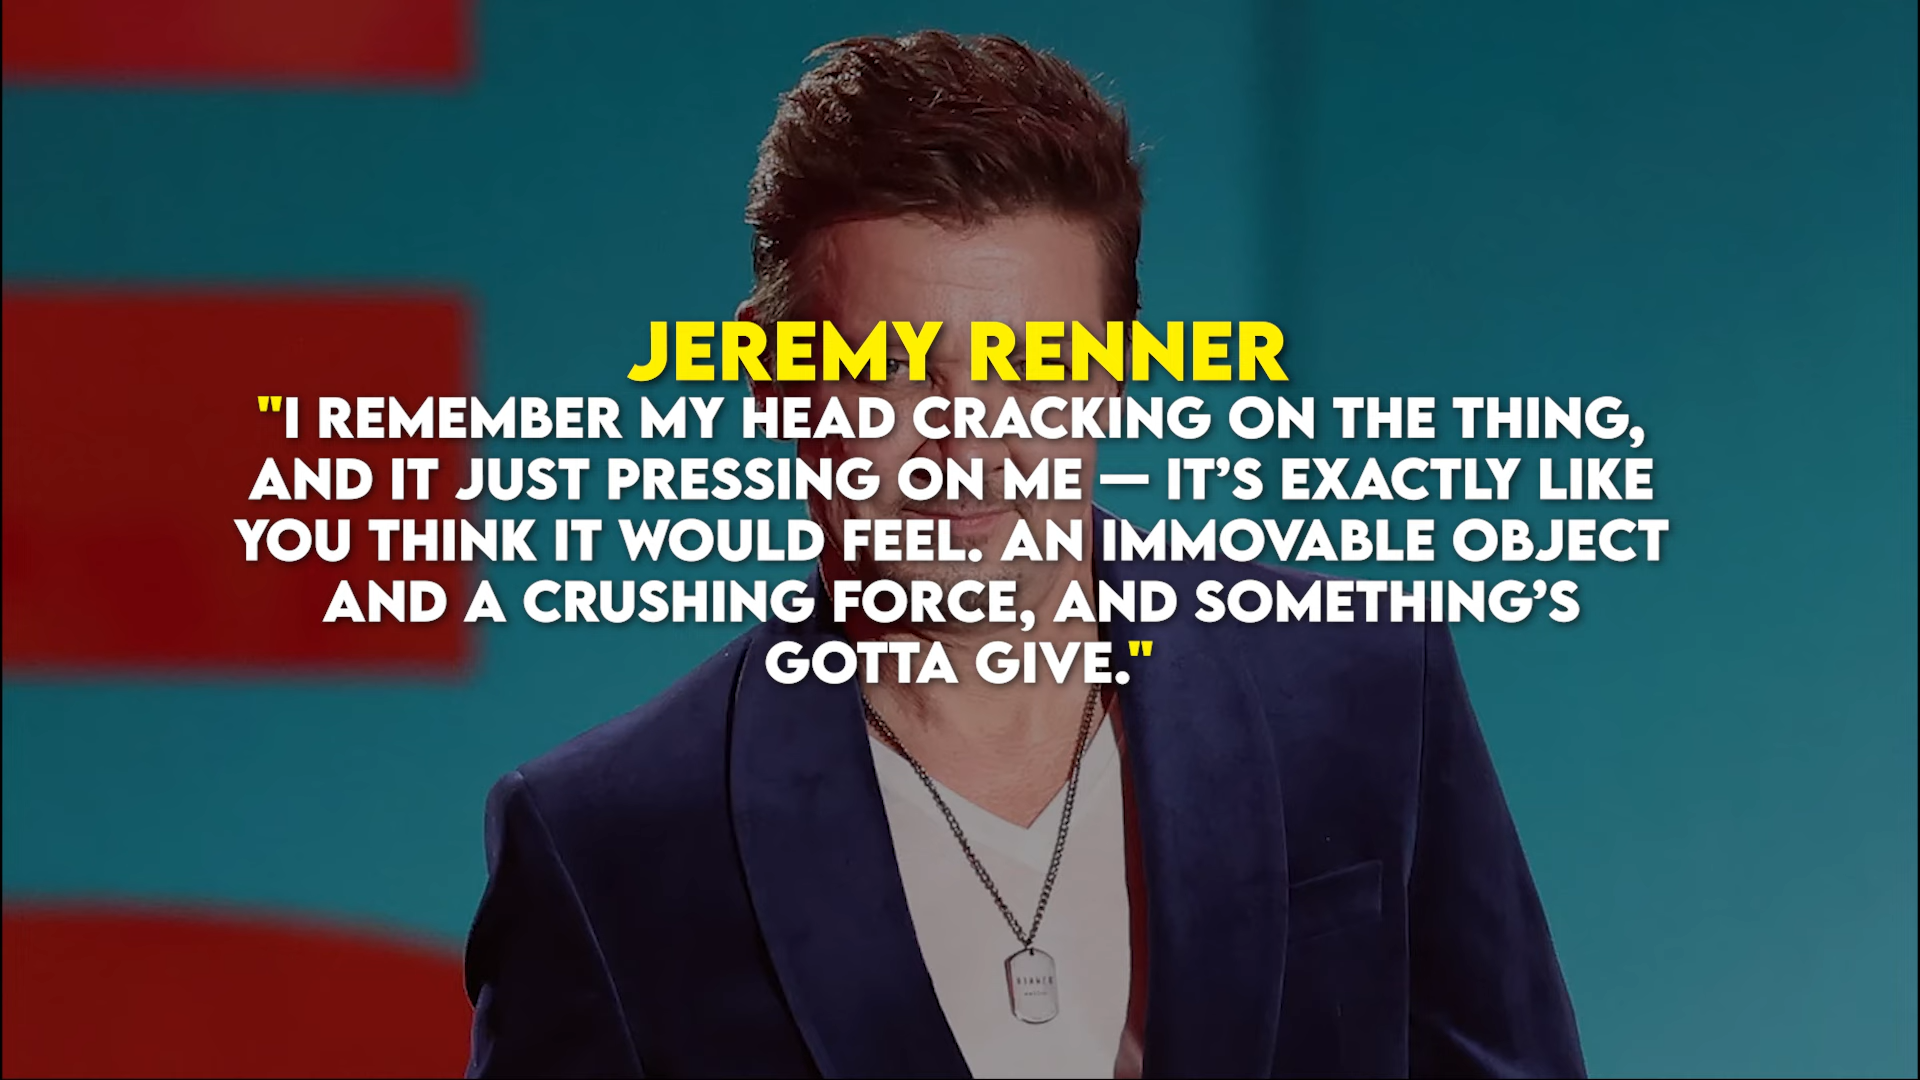 JEREMY RENNER
"I REMEMBER MY HEAD CRACKING ON THE THING,
AND IT JUST PRESSING ON ME — IT’S EXACTLY LIKE
YOU THINK IT WOULD FEEL. AN IMMOVABLE OBJECT
AND A CRUSHING FORCE, AND SOMETHING’S
GOTTA GIVE."